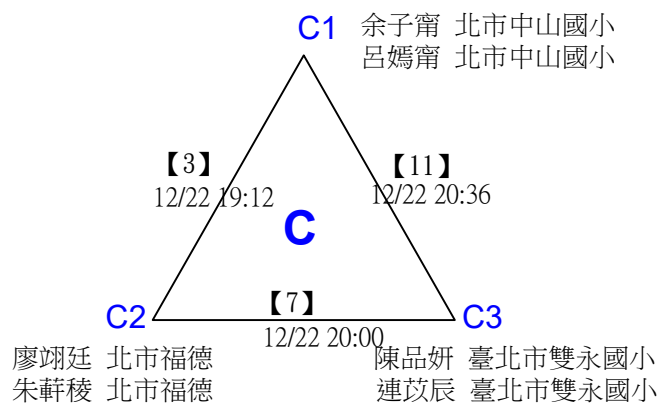 C1
余子甯 北市中山國小
呂嫣甯 北市中山國小
【3】
12/22 19:12
【11】
12/22 20:36
C
【7】
12/22 20:00
C2
C3
廖翊廷 北市福德
朱軒稜 北市福德
陳品妍 臺北市雙永國小
連苡辰 臺北市雙永國小